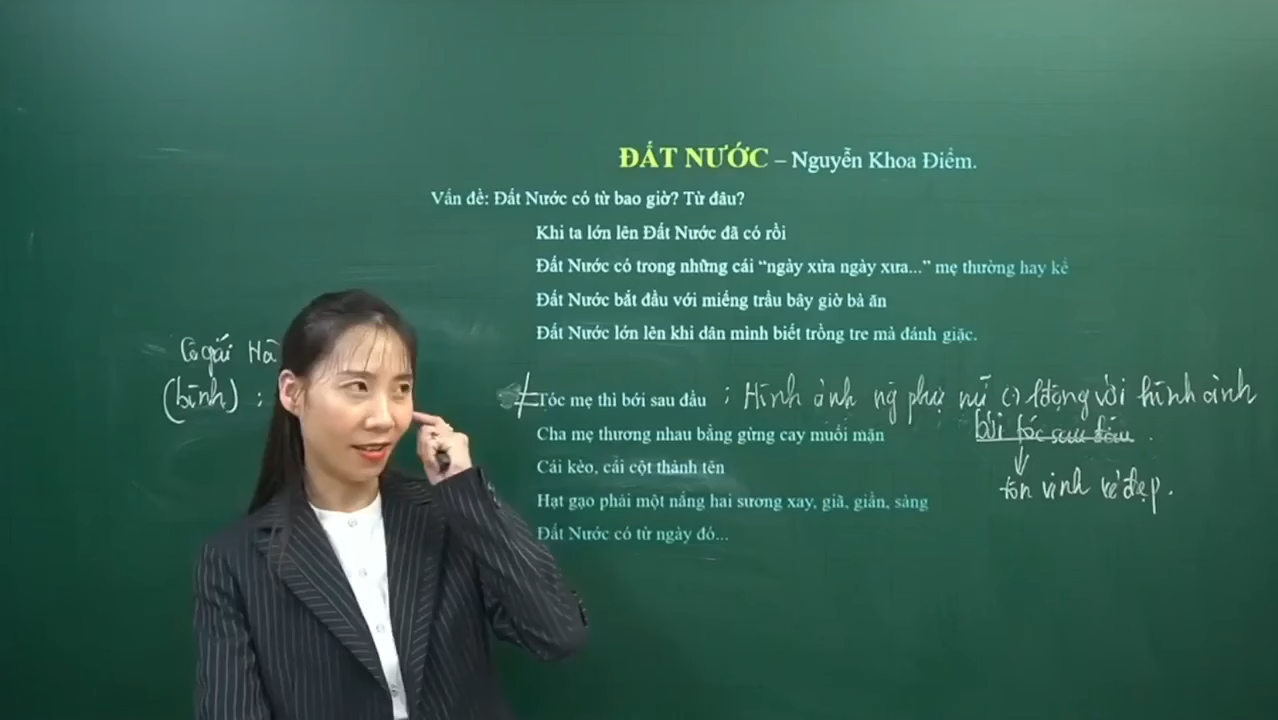 ĐẤT NƯỚC – Nguyễn Khoa Điềm.
Vấn đề: Đất Nước có từ bao giờ? Từ đâu?
Khi ta lớn lên Đất Nước đã có rồi
Đất Nước có trong những cái “ngày xửa ngày xưa...” mẹ thường hay kể
Đất Nước bắt đầu với miếng trầu bây giờ bà ăn
Đất Nước lớn lên khi dân mình biết trồng tre mà đánh giặc.
Cô gái
(bình) :
Tóc mẹ thì bới sau đầu : Hình ảnh ng phụ nữ với hình ảnh
bới tóc sau đầu.
Cha mẹ thương nhau bằng gừng cay muối mặn
Cái kèo, cái cột thành tên
↓
tôn vinh vẻ đẹp.
Hạt gạo phải một nắng hai sương xay, giã, giần, sàng
Đất Nước có từ ngày đó...